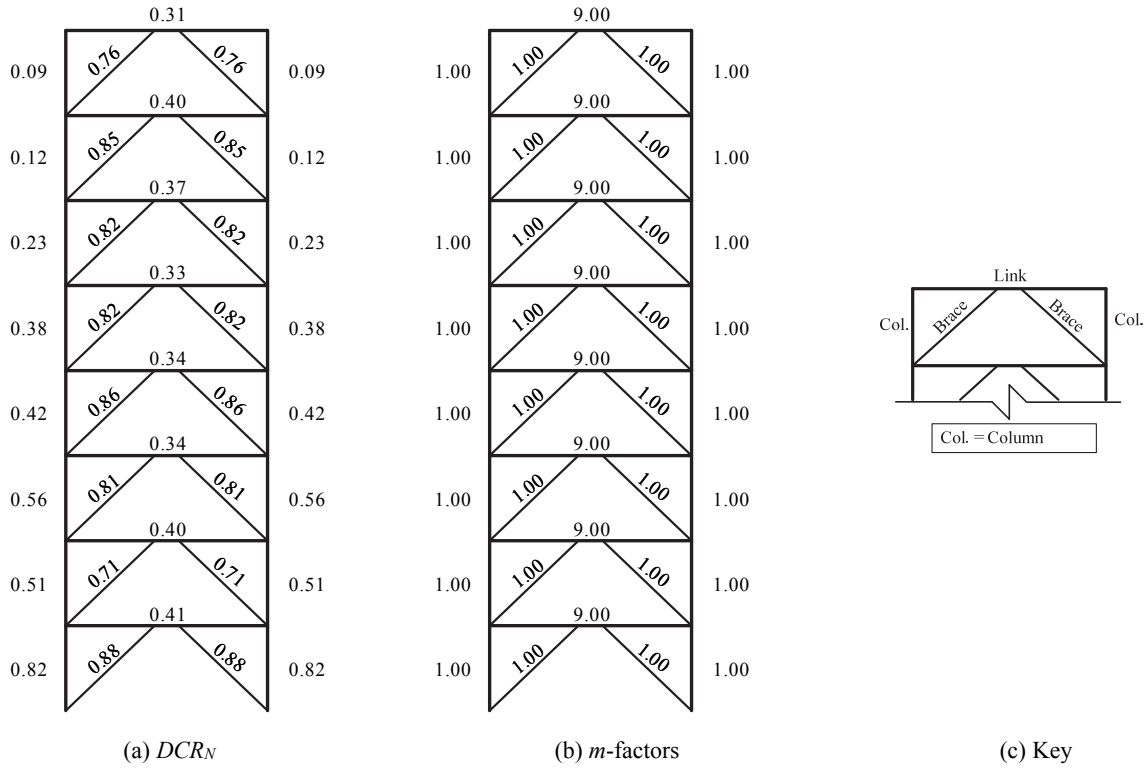 0.31
0.09 0.76 0.76 0.09
0.40
0.12 0.85 0.85 0.12
0.37
0.23 0.82 0.82 0.23
0.33
0.38 0.82 0.82 0.38
0.34
0.42 0.86 0.86 0.42
0.34
0.56 0.81 0.81 0.56
0.40
0.51 0.71 0.71 0.51
0.41
0.82 0.88 0.88 0.82
(a) DCRN
9.00
1.00 1.00 1.00 1.00
9.00
1.00 1.00 1.00 1.00
9.00
1.00 1.00 1.00 1.00
9.00
1.00 1.00 1.00 1.00
9.00
1.00 1.00 1.00 1.00
9.00
1.00 1.00 1.00 1.00
9.00
1.00 1.00 1.00 1.00
9.00
1.00 1.00 1.00 1.00
(b) m-factors
Link
Col. Brace Brace Col.
Col. = Column
(c) Key